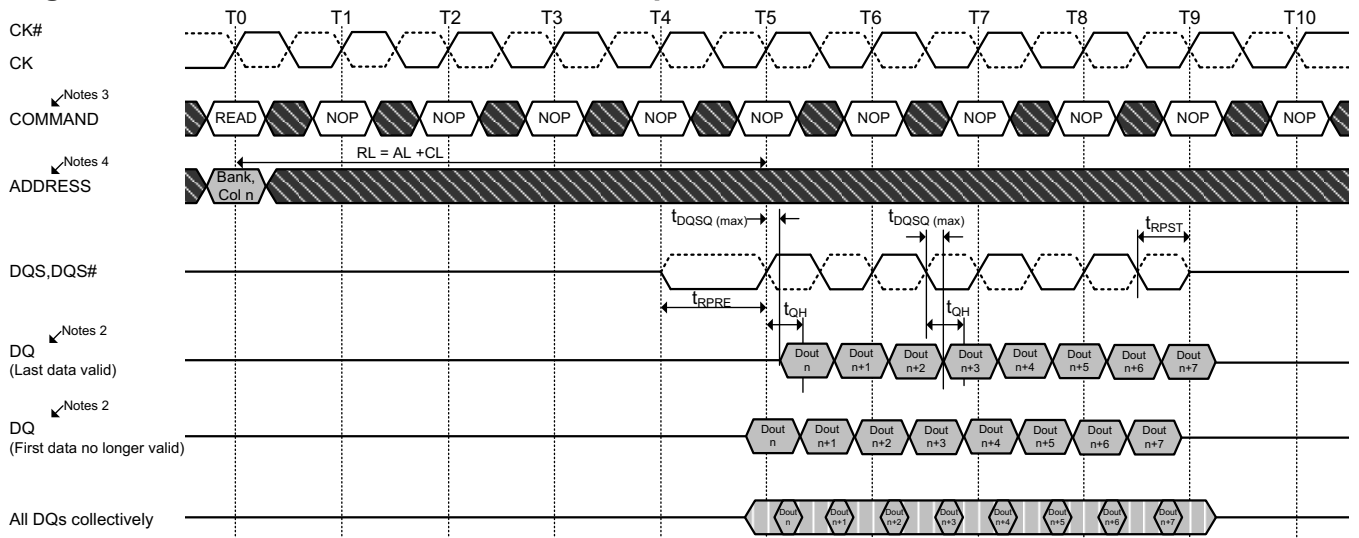 T0 T1 T2 T3 T4 T5 T6 T7 T8 T9 T10
CK#
CK
Notes 3
COMMAND
READ NOP NOP NOP NOP NOP NOP NOP NOP NOP NOP
RL = AL +CL
Notes 4
ADDRESS
Bank,
Col n
tDQSQ (max) tDQSQ (max) tRPST
DQS,DQS#
tRPRE tQH tQH
Notes 2
DQ
(Last data valid)
Dout n Dout n+1 Dout n+2 Dout n+3 Dout n+4 Dout n+5 Dout n+6 Dout n+7
Notes 2
DQ
(First data no longer valid)
Dout n Dout n+1 Dout n+2 Dout n+3 Dout n+4 Dout n+5 Dout n+6 Dout n+7
All DQs collectively
Dout n Dout n+1 Dout n+2 Dout n+3 Dout n+4 Dout n+5 Dout n+6 Dout n+7